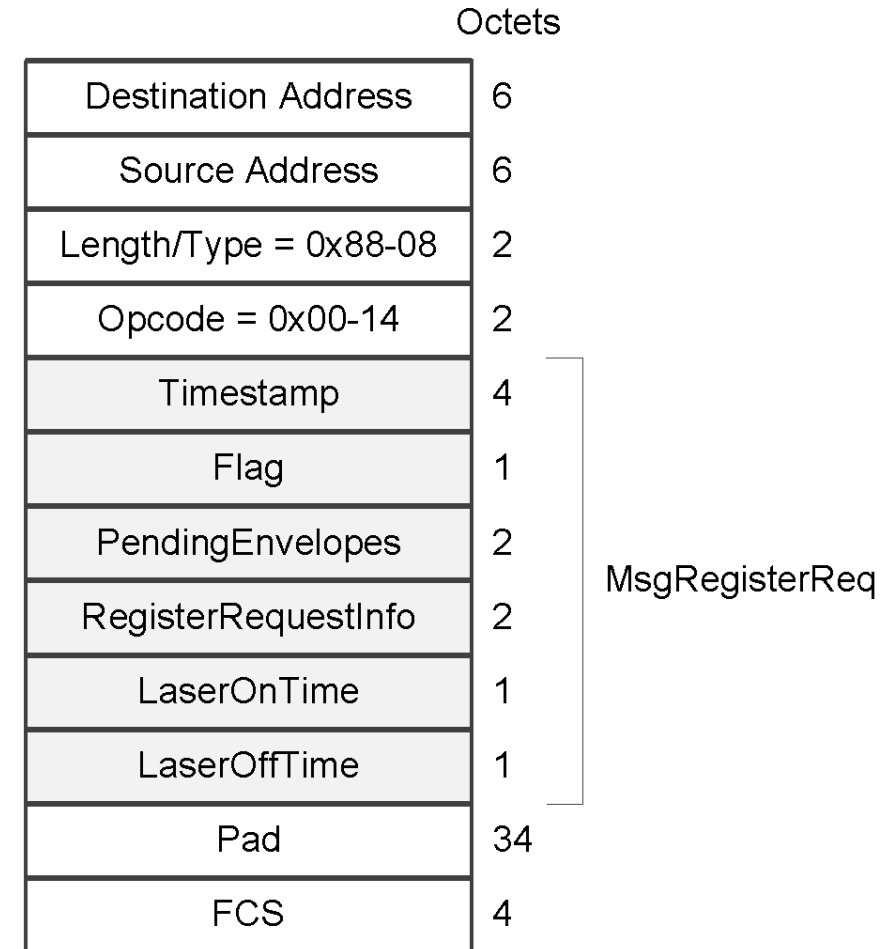 Octets
Destination Address 6
Source Address 6
Length/Type = 0x88-08 2
Opcode = 0x00-14 2
Timestamp 4
Flag 1
PendingEnvelopes 2
MsgRegisterReq
RegisterRequestInfo 2
LaserOnTime 1
LaserOffTime 1
Pad 34
FCS 4